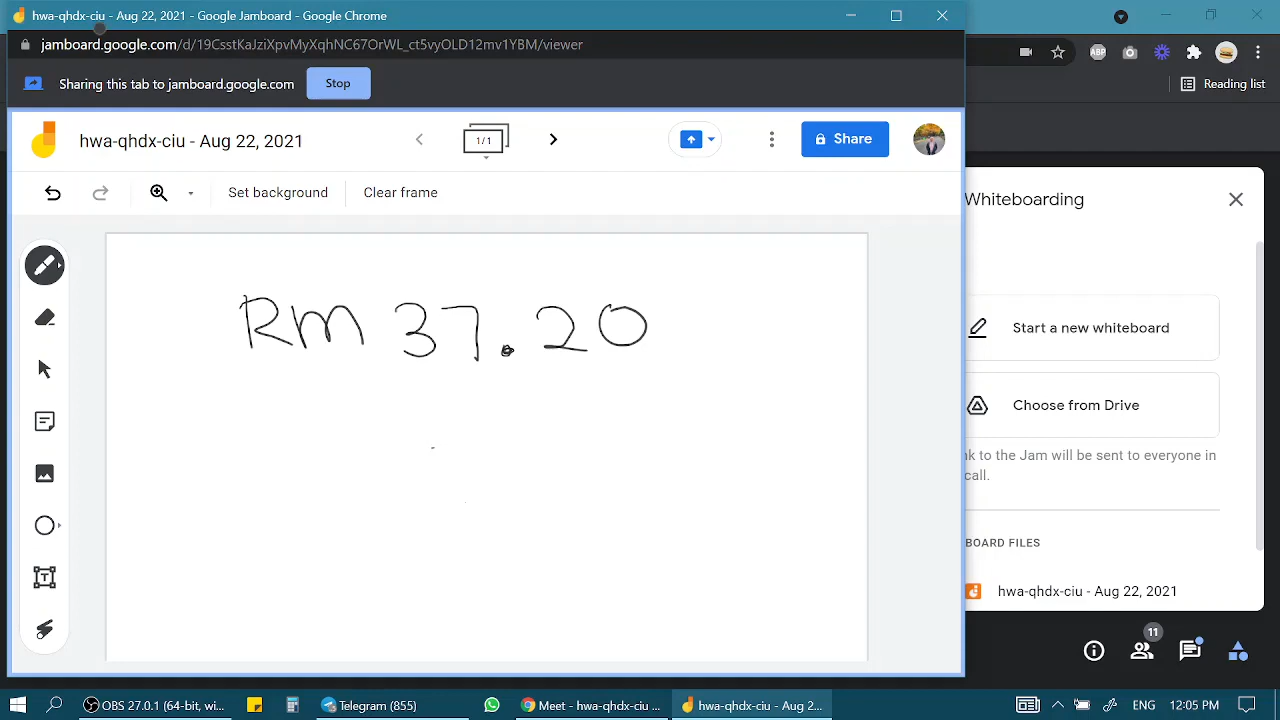 hwa-qhdx-ciu - Aug 22, 2021 - Google Jamboard - Google Chrome
jamboard.google.com/d/19CsstKaJziXpvMyXqhNC67OrWL_ct5vyOLD12mv1YBM/viewer
ABP
Sharing this tab to jamboard.google.com
Stop
Reading list
hwa-qhdx-ciu - Aug 22, 2021
1/1
Share
Set background
Clear frame
Whiteboarding
RM 37.20
Start a new whiteboard
Choose from Drive
nk to the Jam will be sent to everyone in
call.
BOARD FILES
hwa-qhdx-ciu - Aug 22, 2021
T
11
OBS 27.0.1 (64-bit, wi...
Telegram (855)
Meet - hwa-qhdx-ciu ...
hwa-qhdx-ciu - Aug 2...
ENG
12:05 PM